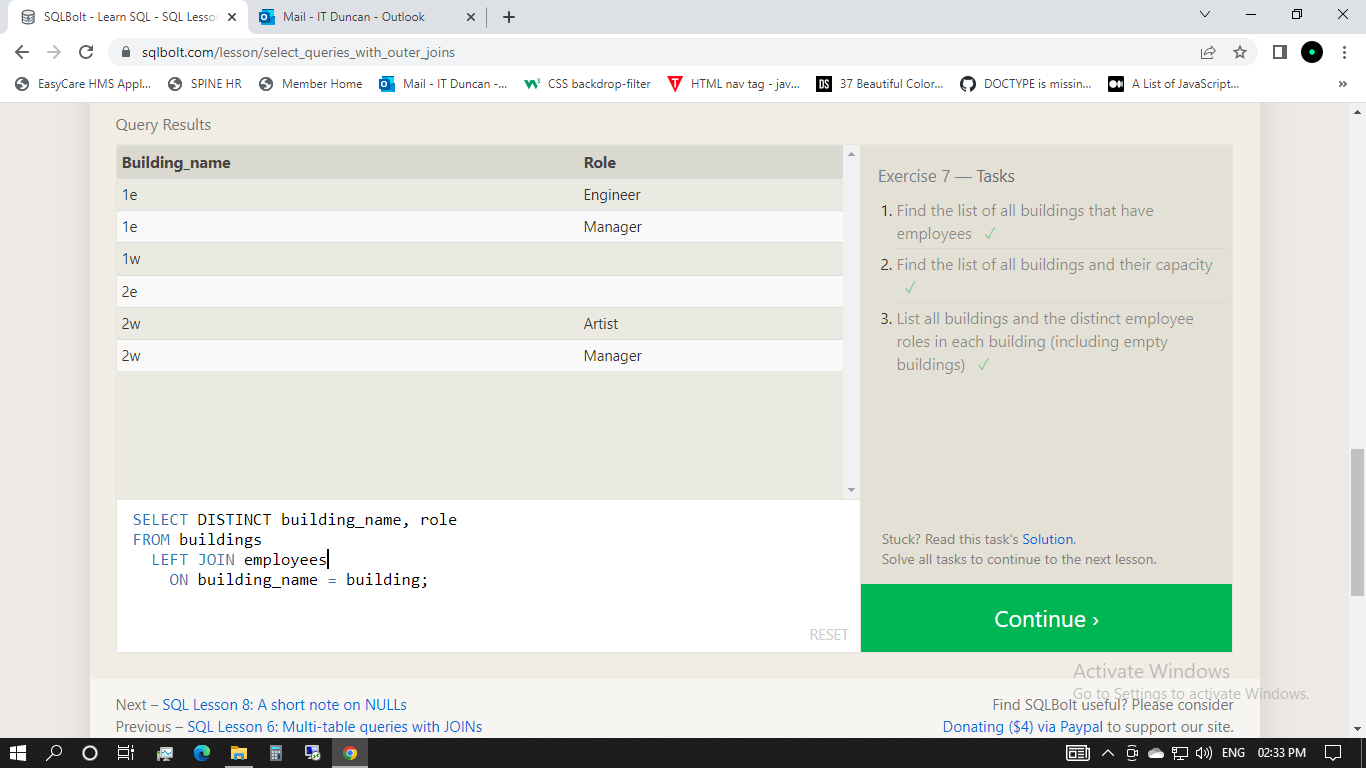 SQLBolt - Learn SQL - SQL Lesson
Mail - IT Duncan - Outlook
sqlbolt.com/lesson/select_queries_with_outer_joins
EasyCare HMS Appl... SPINE HR Member Home Mail - IT Duncan -... CSS backdrop-filter HTML nav tag - jav... DS 37 Beautiful Color... DOCTYPE is missin... A List of JavaScript... »
Query Results
Building_name Role
1e Engineer
1e Manager
1w
2e
2w Artist
2w Manager
SELECT DISTINCT building_name, role
FROM buildings
LEFT JOIN employees
ON building_name = building;
RESET
Exercise 7 — Tasks
1. Find the list of all buildings that have
employees ✓
2. Find the list of all buildings and their capacity
✓
3. List all buildings and the distinct employee
roles in each building (including empty
buildings) ✓
Stuck? Read this task's Solution.
Solve all tasks to continue to the next lesson.
Continue ›
Activate Windows
Go to Settings to activate Windows.
Next – SQL Lesson 8: A short note on NULLs
Previous – SQL Lesson 6: Multi-table queries with JOINs
Find SQLBolt useful? Please consider
Donating ($4) via Paypal to support our site.
ENG 02:33 PM